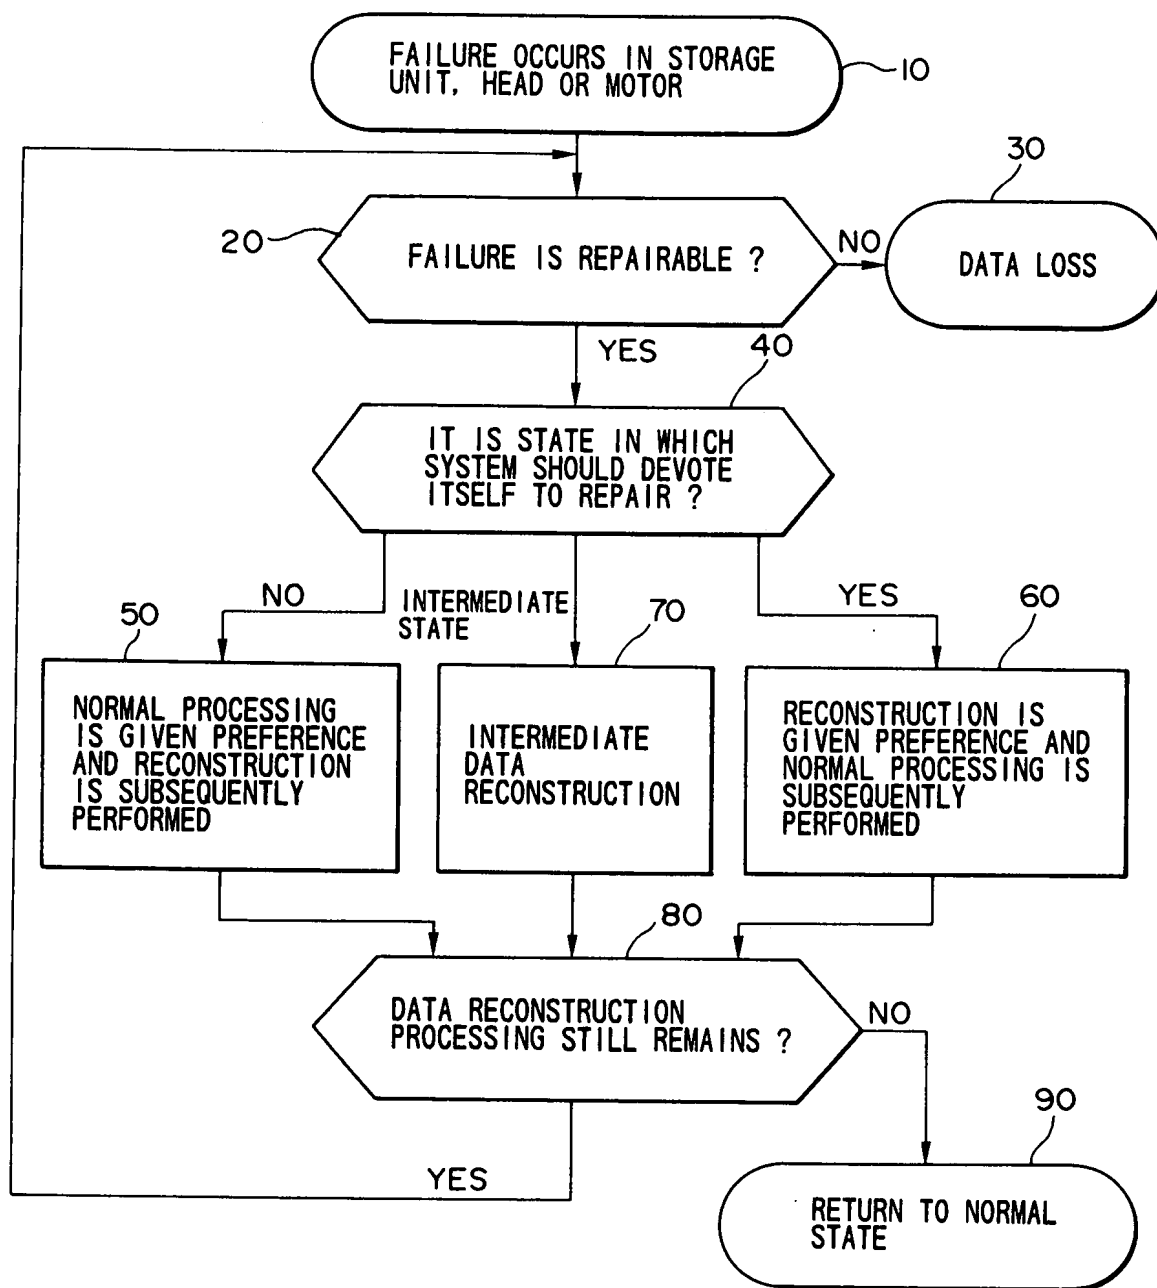 FAILURE OCCURS IN STORAGE
UNIT, HEAD OR MOTOR
10
30
20
FAILURE IS REPAIRABLE ?
NO
DATA LOSS
YES
40
IT IS STATE IN WHICH
SYSTEM SHOULD DEVOTE
ITSELF TO REPAIR ?
NO
INTERMEDIATE
STATE
YES
50
70
60
NORMAL PROCESSING
IS GIVEN PREFERENCE
AND RECONSTRUCTION
IS SUBSEQUENTLY
PERFORMED
INTERMEDIATE
DATA
RECONSTRUCTION
RECONSTRUCTION IS
GIVEN PREFERENCE AND
NORMAL PROCESSING IS
SUBSEQUENTLY
PERFORMED
80
DATA RECONSTRUCTION
PROCESSING STILL REMAINS ?
NO
YES
90
RETURN TO NORMAL
STATE